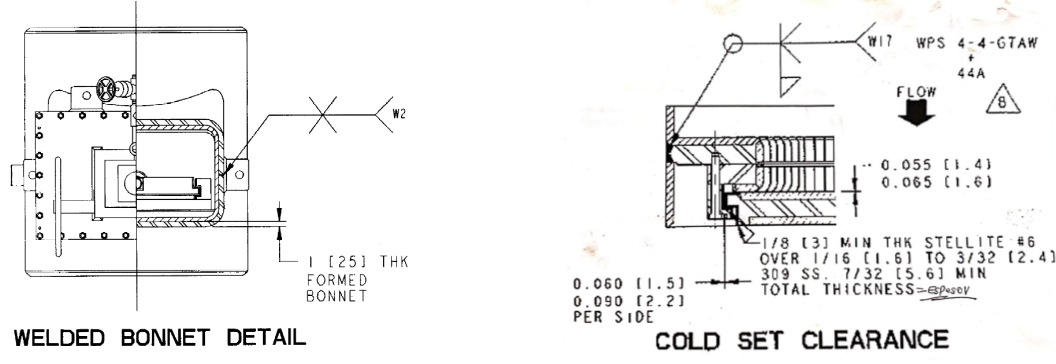 W2
1 [25] THK
FORMED
BONNET
WELDED BONNET DETAIL
W17 WPS 4-4-GTAW
+
44A
FLOW
8
0.055 [1.4]
0.065 [1.6]
1/8 [3] MIN THK STELLITE #6
OVER 1/16 [1.6] TO 3/32 [2.4]
309 SS. 7/32 [5.6] MIN
TOTAL THICKNESS
0.060 [1.5]
0.090 [2.2]
PER SIDE
COLD SET CLEARANCE